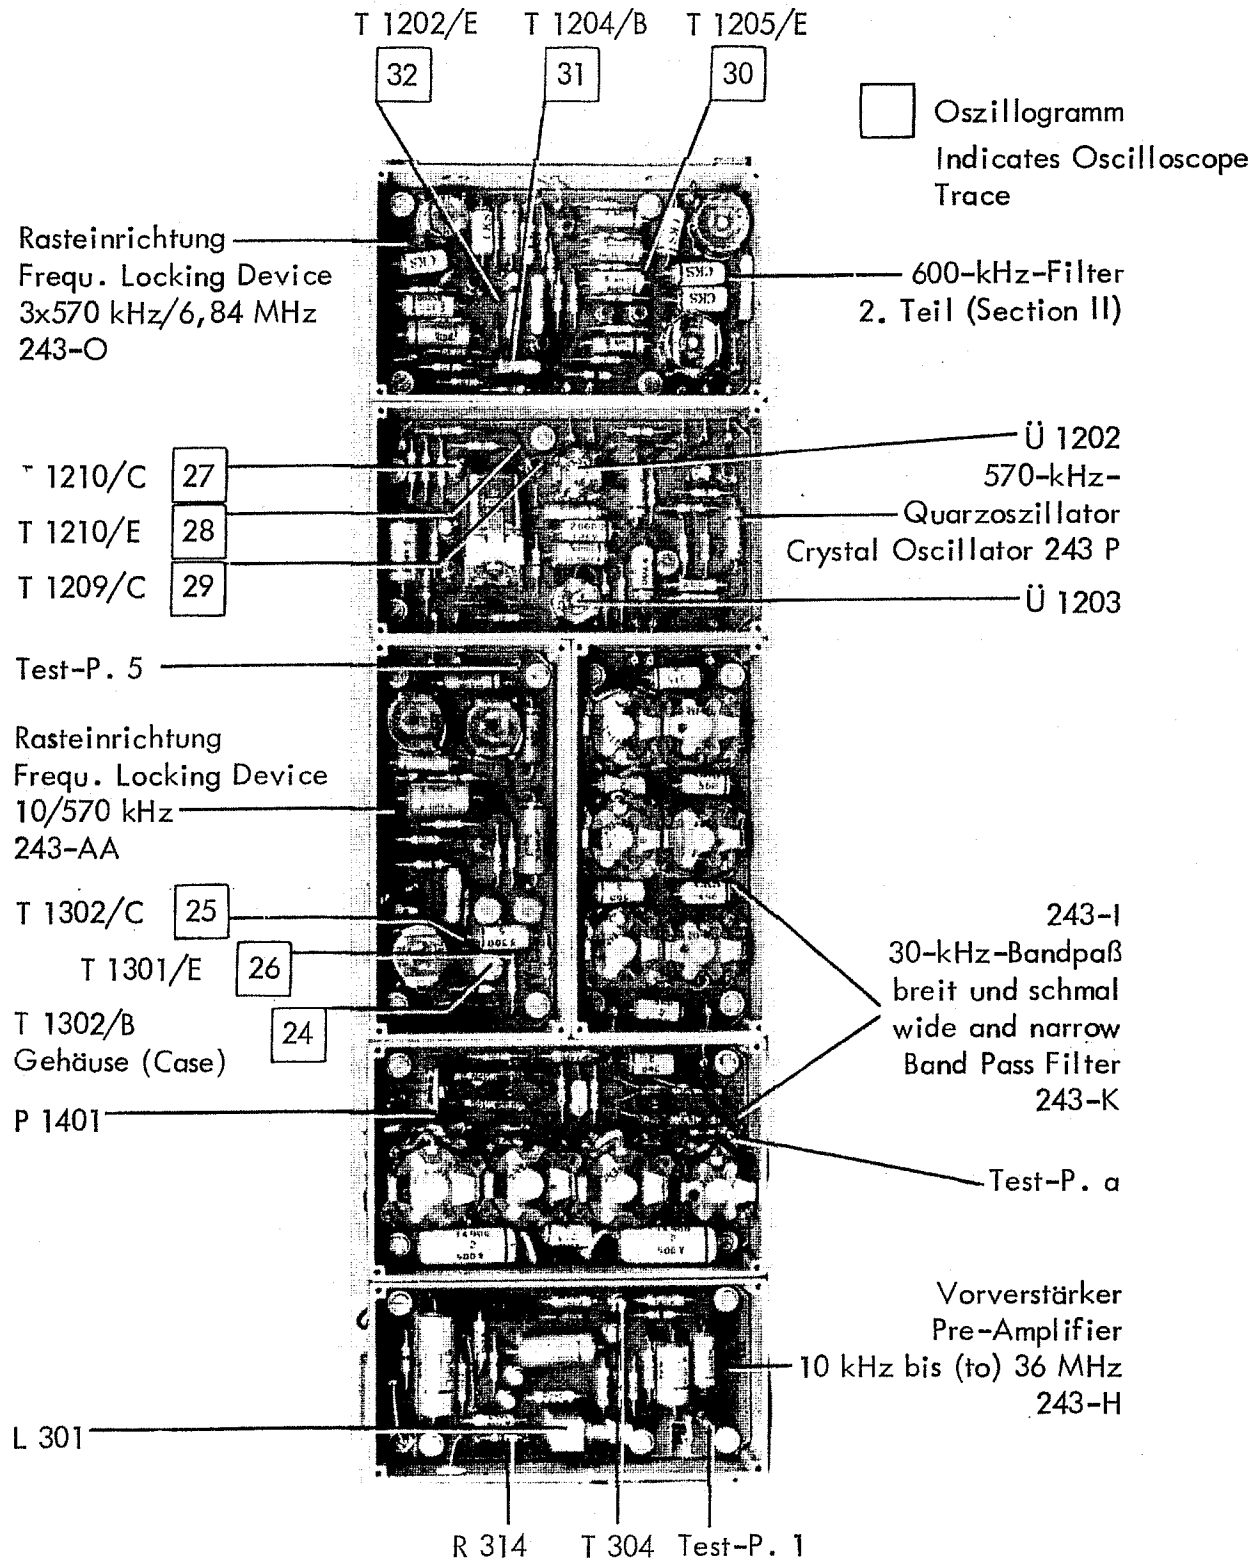 T 1202/E T 1204/B T 1205/E
32 31 30
Oszillogramm
Indicates Oscilloscope
Trace
Rasteinrichtung
Frequ. Locking Device
3x570 kHz/6,84 MHz
243-O
600-kHz-Filter
2. Teil (Section II)
T 1210/C 27
T 1210/E 28
T 1209/C 29
Ü 1202
570-kHz-
Quarzoszillator
Crystal Oscillator 243 P
Ü 1203
Test-P. 5
Rasteinrichtung
Frequ. Locking Device
10/570 kHz
243-AA
T 1302/C 25
T 1301/E 26
T 1302/B 24
Gehäuse (Case)
P 1401
243-I
30-kHz-Bandpaß
breit und schmal
wide and narrow
Band Pass Filter
243-K
Test-P. a
Vorverstärker
Pre-Amplifier
10 kHz bis (to) 36 MHz
243-H
L 301
R 314 T 304 Test-P. 1
CKS
CKS
CKS
CKS